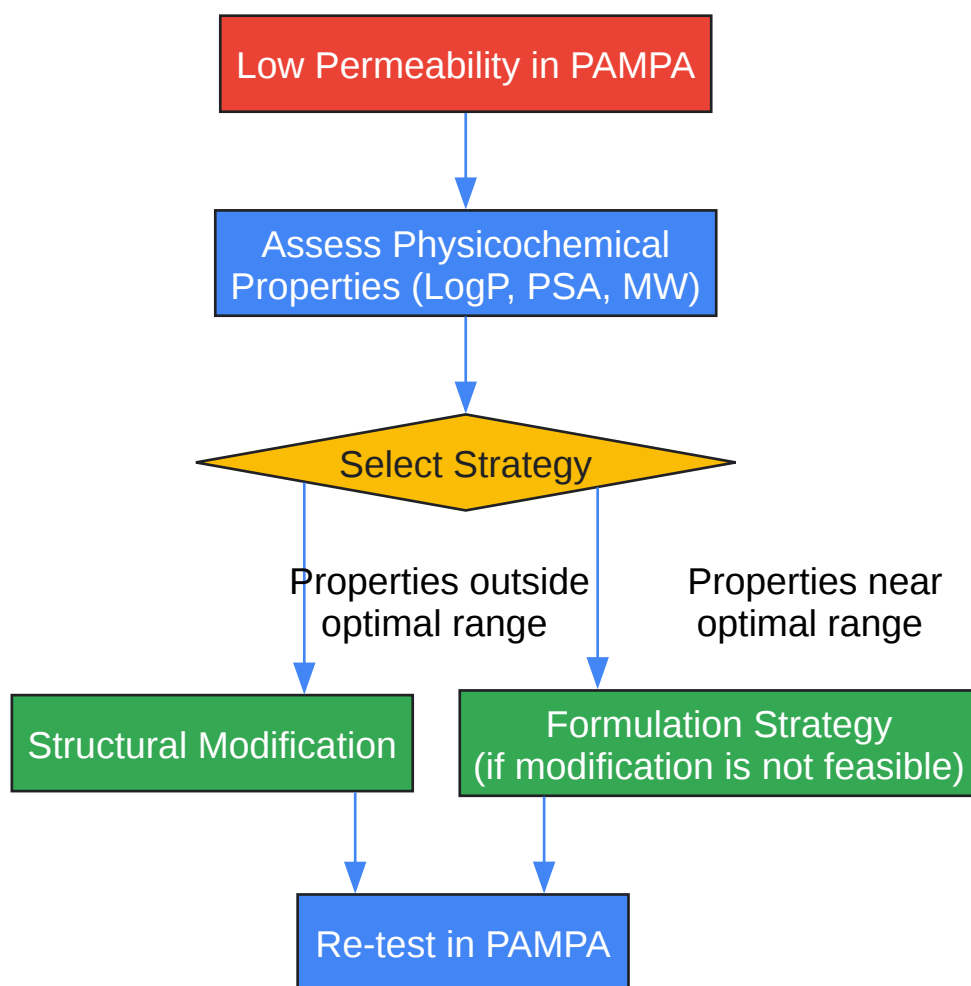 Low Permeability in PAMPA
Assess Physicochemical
Properties (LogP, PSA, MW)
Select Strategy
Properties outside
optimal range
Properties near
optimal range
Structural Modification
Formulation Strategy
(if modification is not feasible)
Re-test in PAMPA